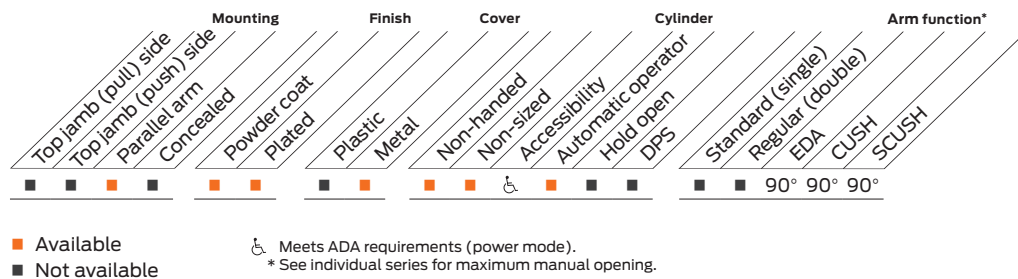 Mounting Finish Cover Cylinder Arm function*
Top jamb (pull) side
Top jamb (push) side
Parallel arm
Concealed
Powder coat
Plated
Plastic
Metal
Non-handed
Non-sized
Accessibility
Automatic operator
Hold open
DPS
Standard (single)
Regular (double)
EDA
CUSH
SCUSH
90° 90° 90°
Available
Not available
Meets ADA requirements (power mode).
* See individual series for maximum manual opening.